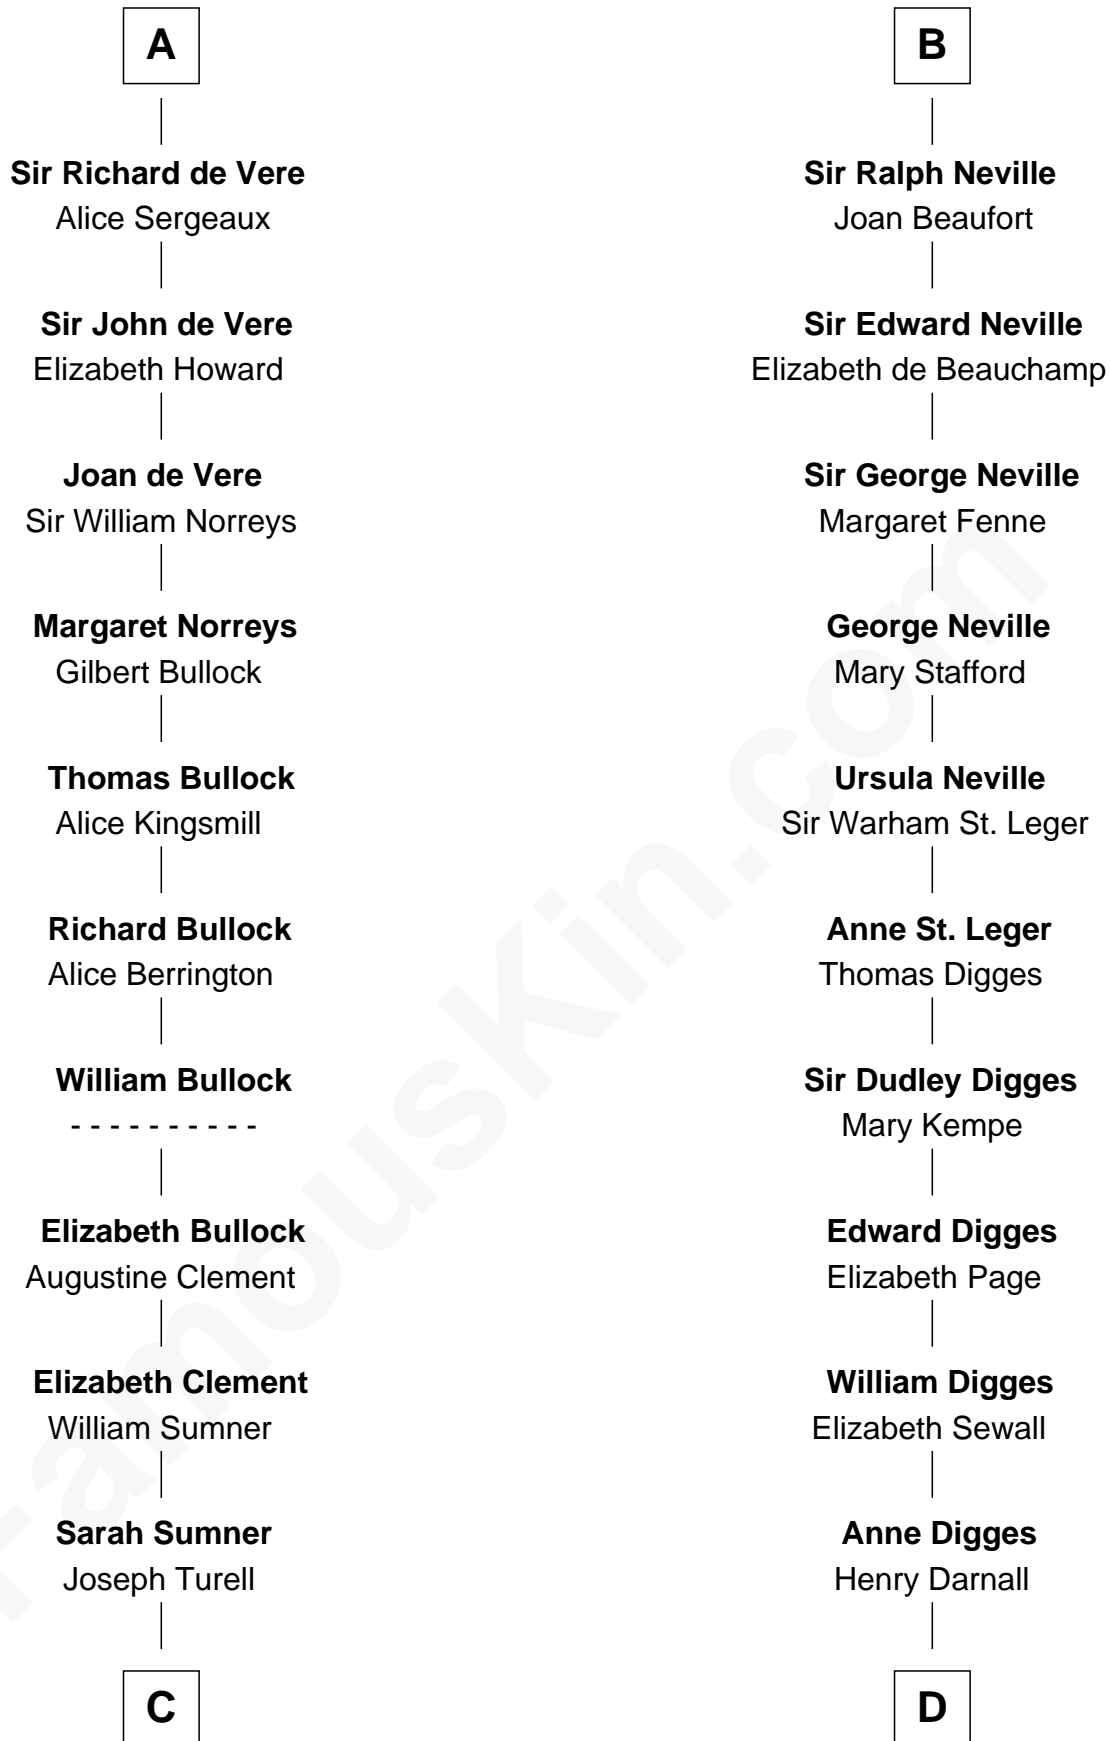 A
Sir Richard de Vere
Alice Sergeaux
Sir John de Vere
Elizabeth Howard
Joan de Vere
Sir William Norreys
Margaret Norreys
Gilbert Bullock
Thomas Bullock
Alice Kingsmill
Richard Bullock
Alice Berrington
William Bullock
- - - - - - - - - -
Elizabeth Bullock
Augustine Clement
Elizabeth Clement
William Sumner
Sarah Sumner
Joseph Turell
C
B
Sir Ralph Neville
Joan Beaufort
Sir Edward Neville
Elizabeth de Beauchamp
Sir George Neville
Margaret Fenne
George Neville
Mary Stafford
Ursula Neville
Sir Warham St. Leger
Anne St. Leger
Thomas Digges
Sir Dudley Digges
Mary Kempe
Edward Digges
Elizabeth Page
William Digges
Elizabeth Sewall
Anne Digges
Henry Darnall
D
FamousKin.com